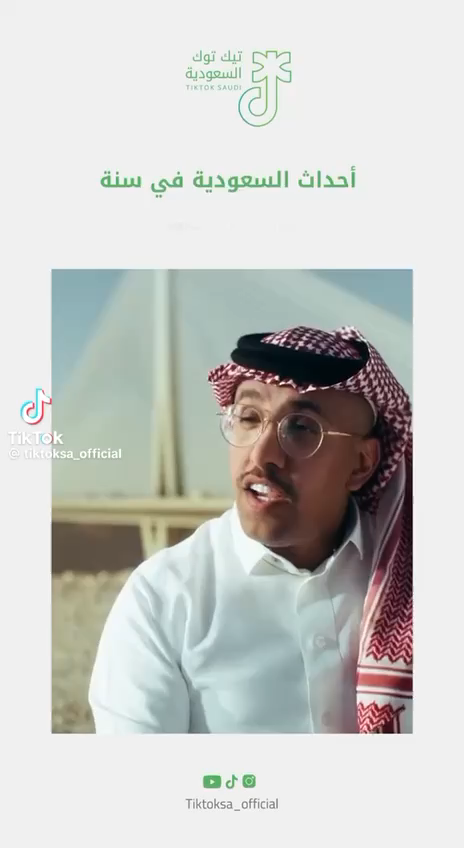 تيك توك
السعودية
TIKTOK SAUDI
أحداث السعودية في سنة
TikTok
@ tiktoksa_official
Tiktoksa_official